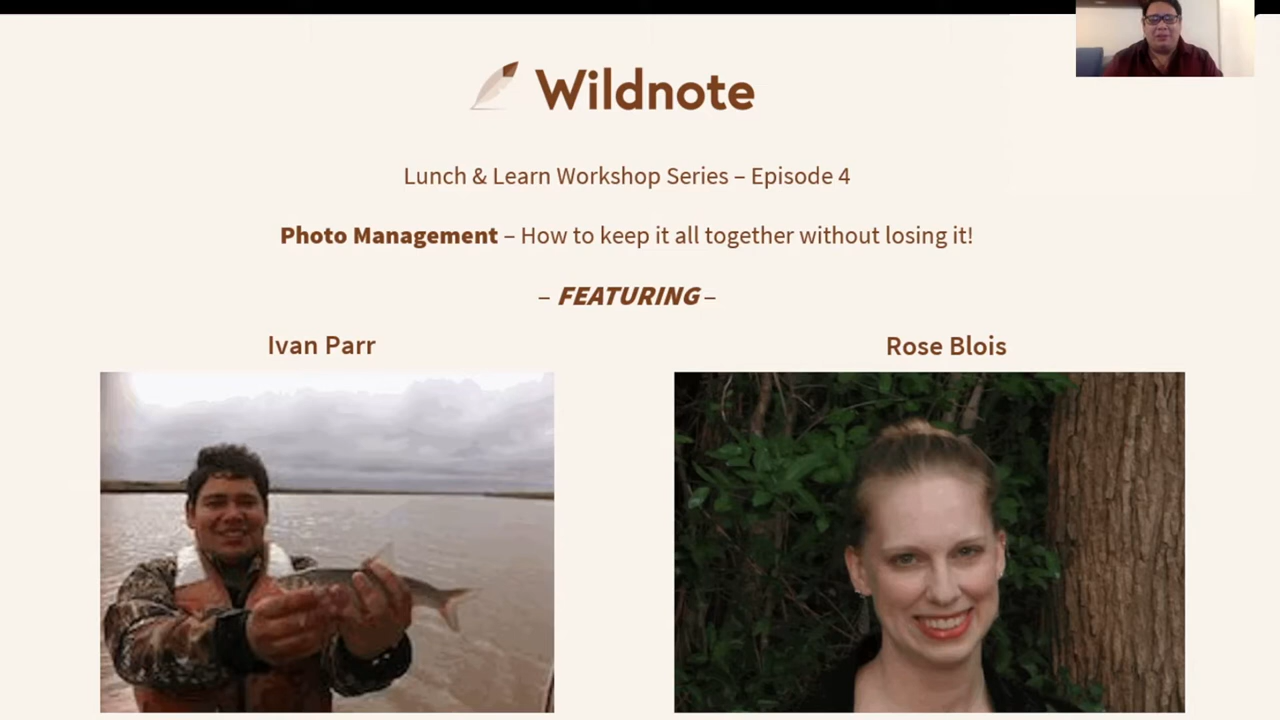 Wildnote
Lunch & Learn Workshop Series – Episode 4
Photo Management – How to keep it all together without losing it!
– FEATURING –
Ivan Parr
Rose Blois